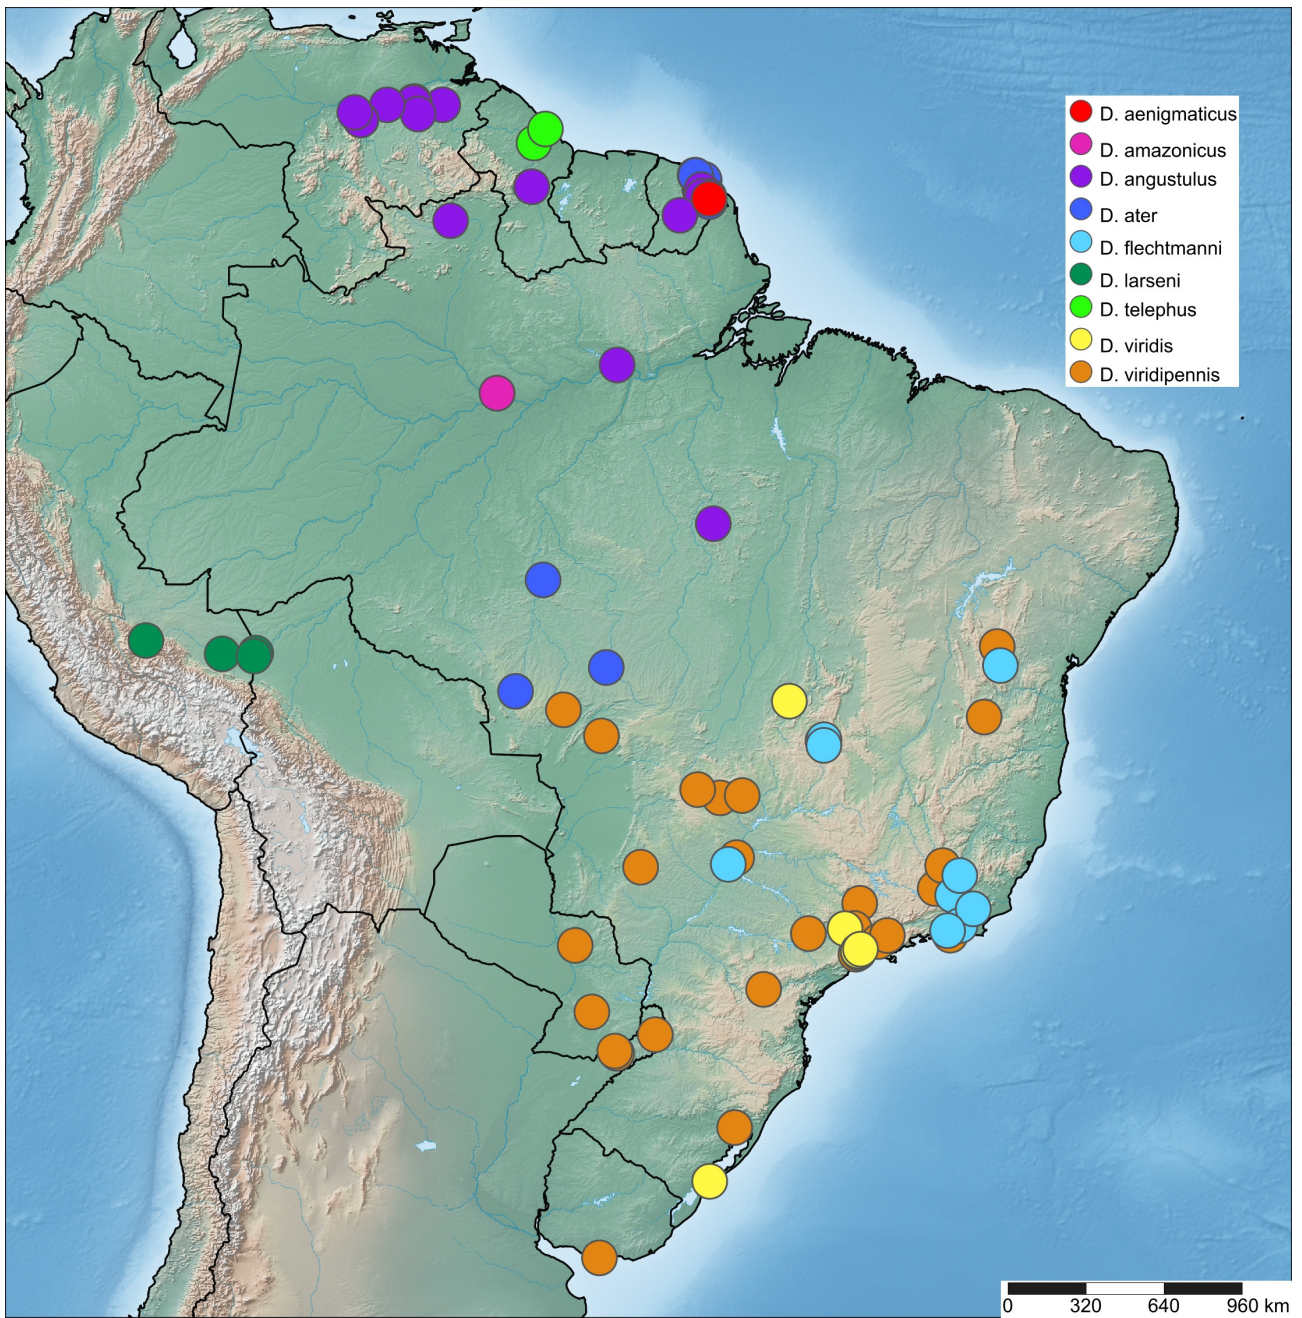 D. aenigmaticus
D. amazonicus
D. angustulus
D. ater
D. flechtmanni
D. larseni
D. telephus
D. viridis
D. viridipennis
0 320 640 960 km